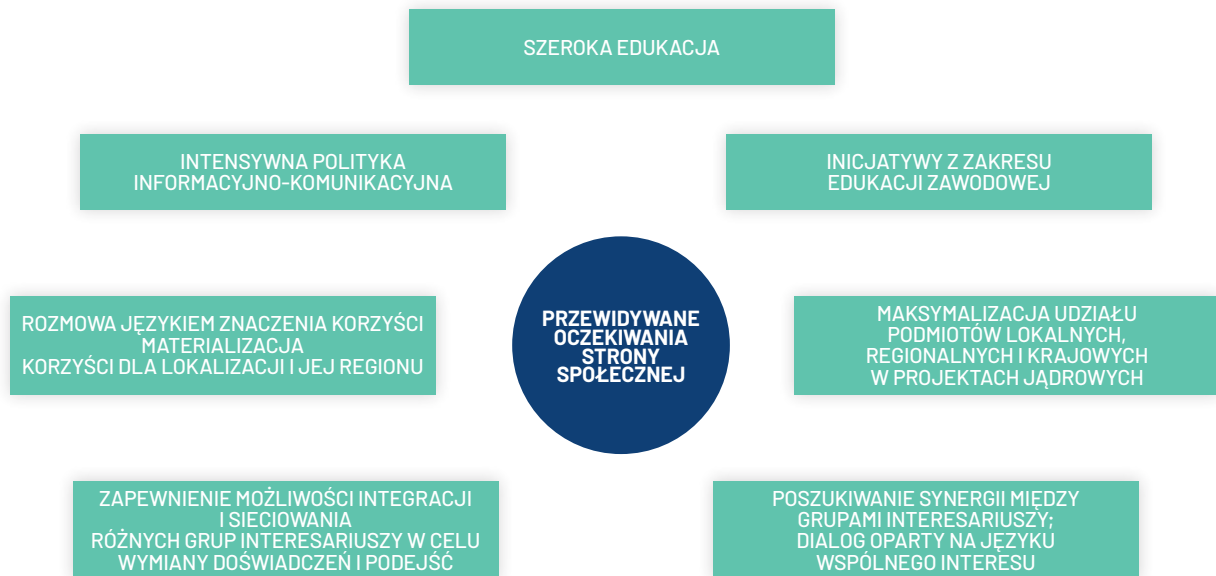 SZEROKA EDUKACJA
INTENSYWNA POLITYKA
INFORMACYJNO-KOMUNIKACYJNA
INICJATYWY Z ZAKRESU
EDUKACJI ZAWODOWEJ
ROZMOWA JĘZYKIEM ZNACZENIA KORZYŚCI
MATERIALIZACJA
KORZYŚCI DLA LOKALIZACJI I JEJ REGIONU
PRZEWIDYWANE
OCZEKIWANIA
STRONY
SPOŁECZNEJ
MAKSYMALIZACJA UDZIAŁU
PODMIOTÓW LOKALNYCH,
REGIONALNYCH I KRAJOWYCH
W PROJEKTACH JĄDROWYCH
ZAPEWNIENIE MOŻLIWOŚCI INTEGRACJI
I SIECIOWANIA
RÓŻNYCH GRUP INTERESARIUSZY W CELU
WYMIANY DOŚWIADCZEŃ I PODEJŚĆ
POSZUKIWANIE SYNERGII MIĘDZY
GRUPAMI INTERESARIUSZY;
DIALOG OPARTY NA JĘZYKU
WSPÓLNEGO INTERESU